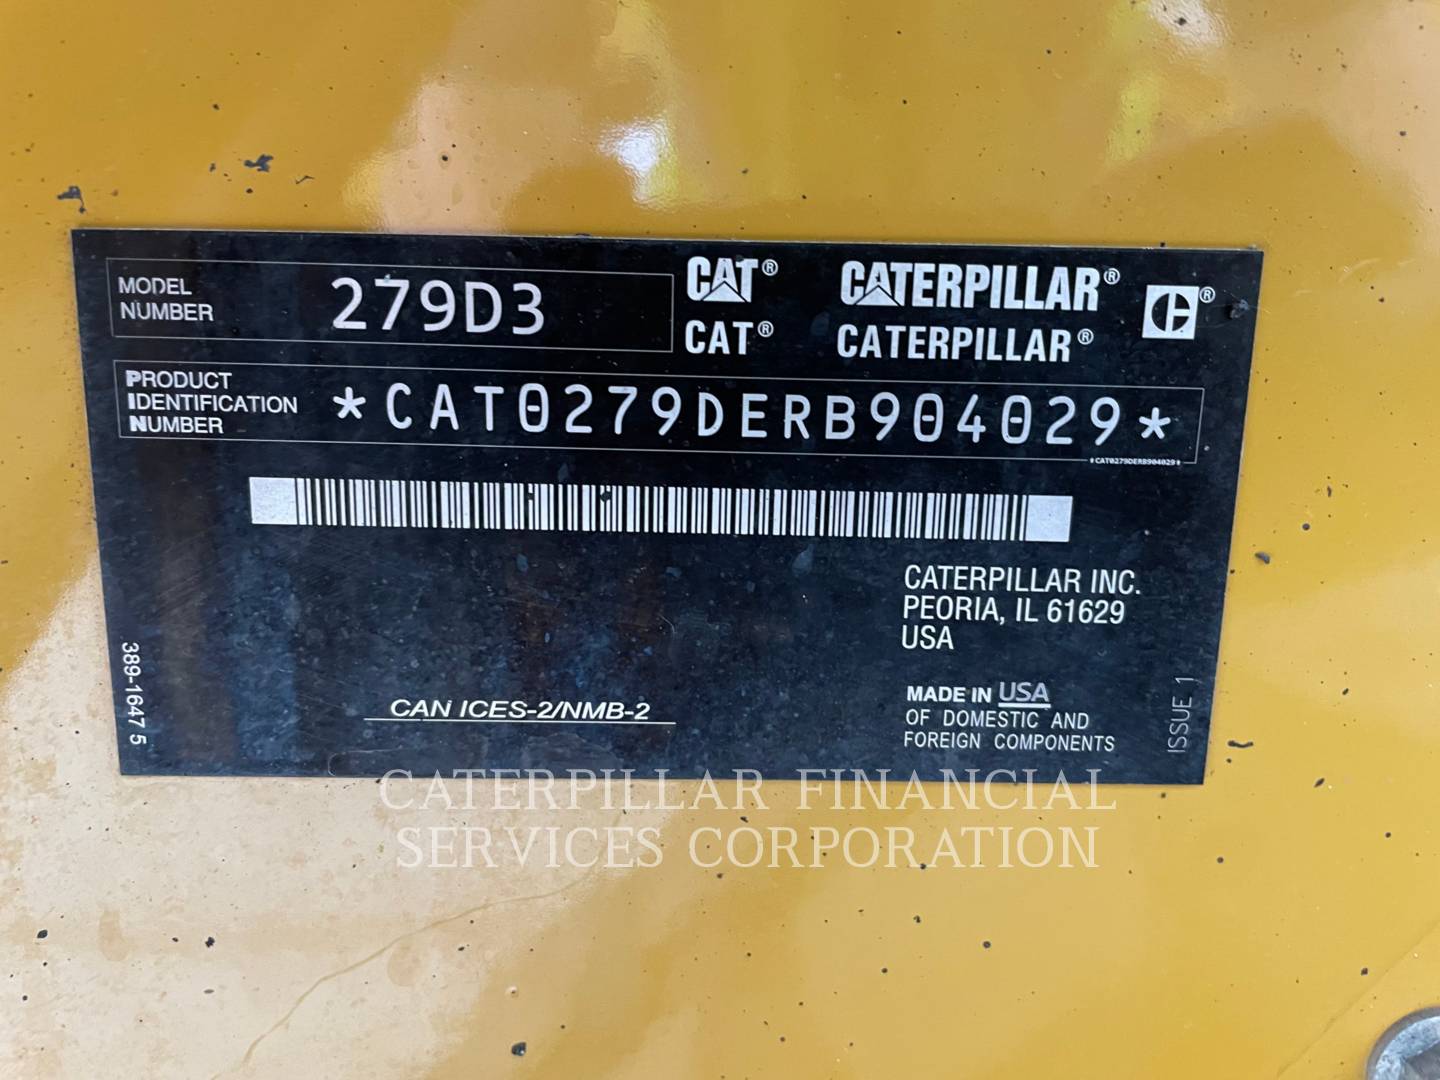 MODEL
NUMBER
279D3
CAT® CATERPILLAR®
CAT® CATERPILLAR®
PRODUCT
IDENTIFICATION
NUMBER
*CAT0279DERB904029*
*CAT0279DERB904029*
CATERPILLAR INC.
PEORIA, IL 61629
USA
389-1647 5
CAN ICES-2/NMB-2
MADE IN USA
OF DOMESTIC AND
FOREIGN COMPONENTS
ISSUE 1
CATERPILLAR FINANCIAL
SERVICES CORPORATION